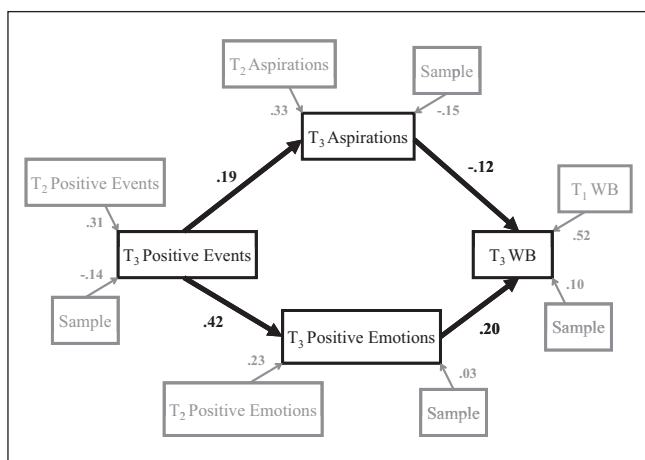 T₂ Aspirations
Sample
.33
-.15
T₃ Aspirations
T₂ Positive Events
.19
-.12
T₁ WB
.31
.52
T₃ Positive Events
T₃ WB
-.14
.10
Sample
.42
T₃ Positive Emotions
.20
Sample
.23
.03
T₂ Positive Emotions
Sample